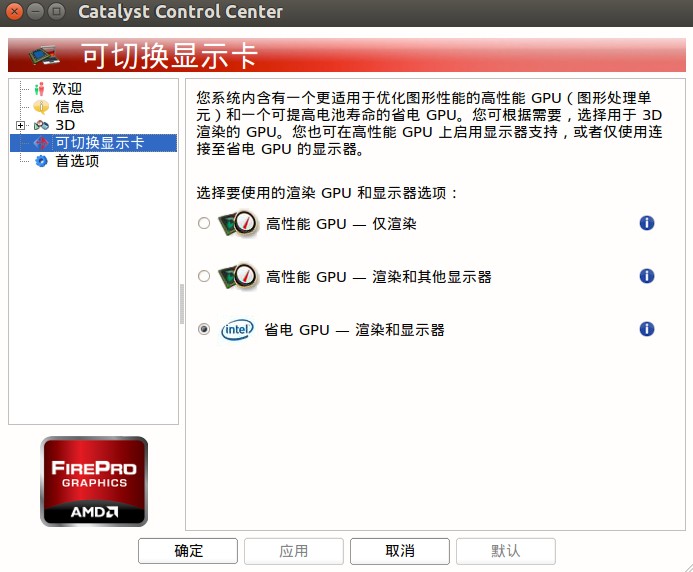 Catalyst Control Center
可切换显示卡
欢迎
信息
3D
可切换显示卡
首选项
您系统内含有一个更适用于优化图形性能的高性能 GPU（图形处理单
元）和一个可提高电池寿命的省电 GPU。您可根据需要，选择用于 3D
渲染的 GPU。您也可在高性能 GPU 上启用显示器支持，或者仅使用连
接至省电 GPU 的显示器。
选择要使用的渲染 GPU 和显示器选项：
高性能 GPU — 仅渲染
高性能 GPU — 渲染和其他显示器
intel 省电 GPU — 渲染和显示器
FIREPRO
GRAPHICS
AMD
确定 应用 取消 默认